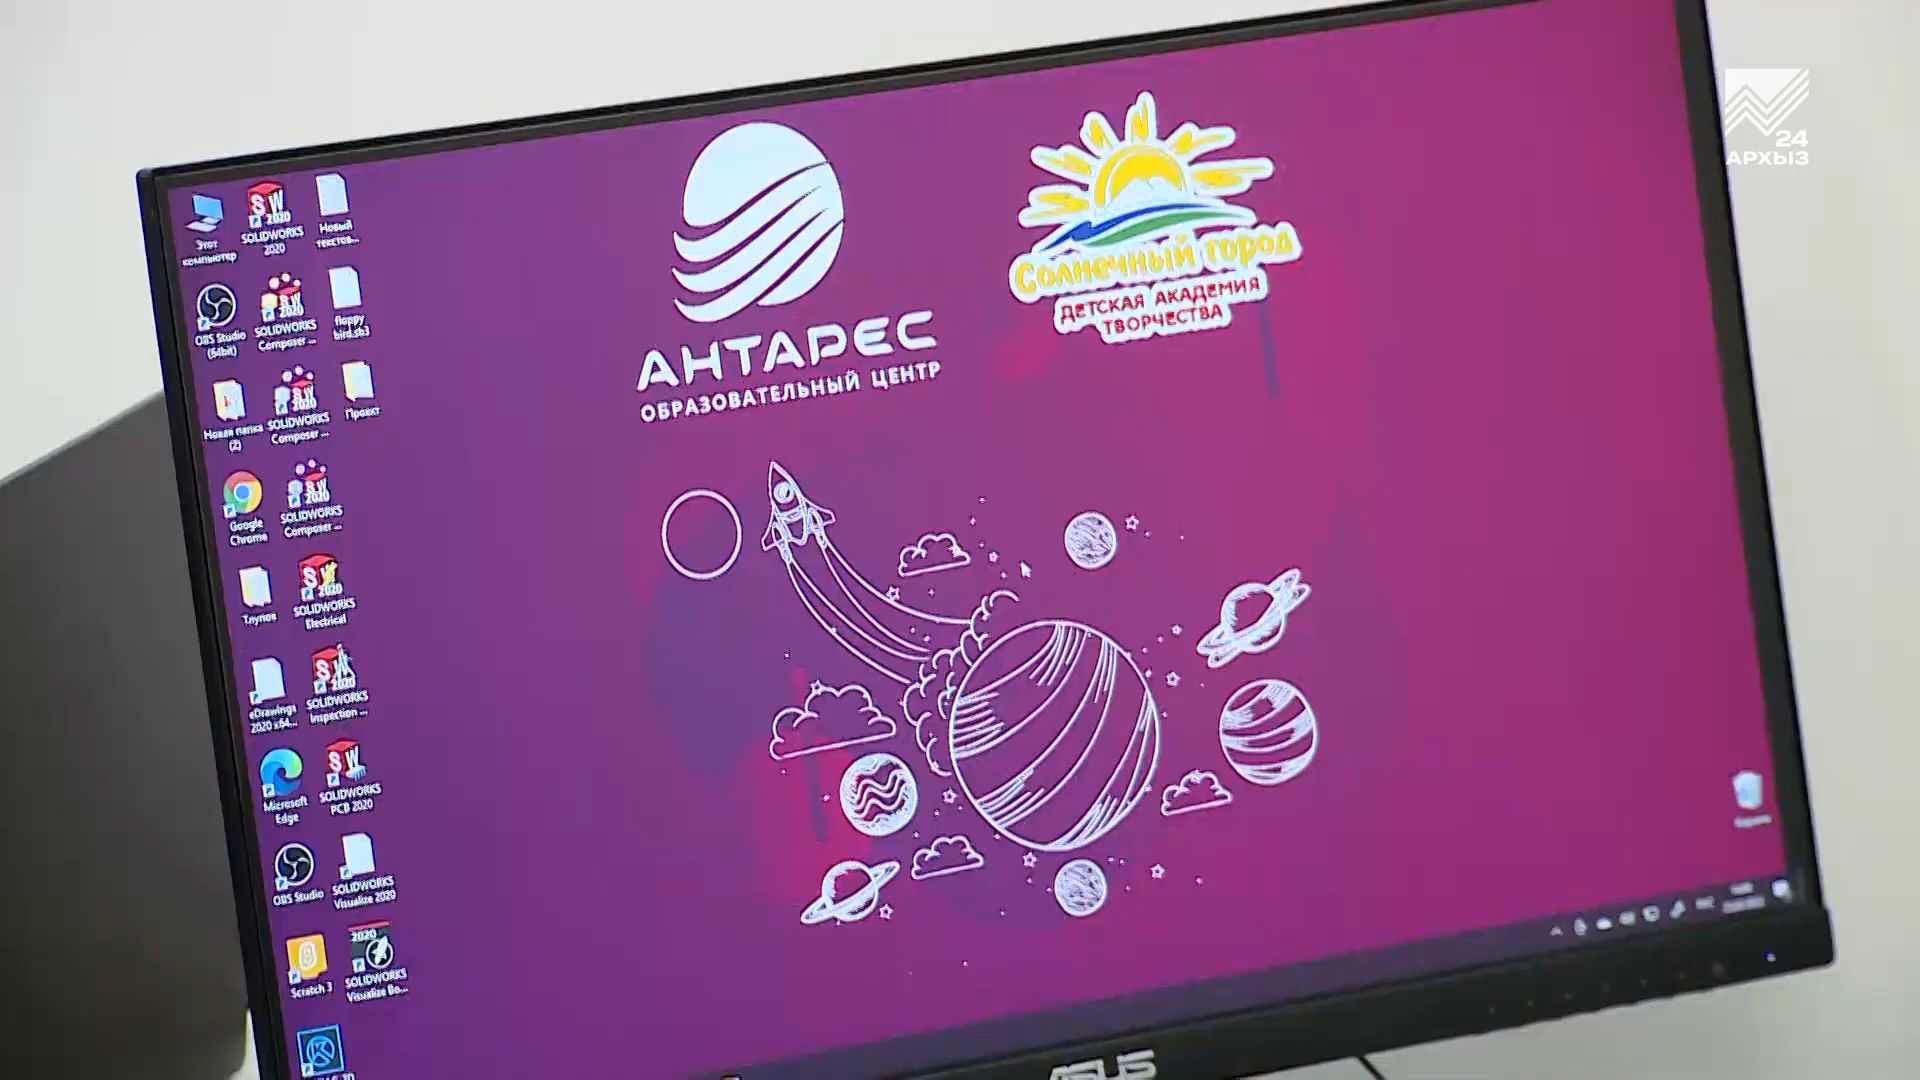 24
АРХЫЗ
АНТАРЕС
ОБРАЗОВАТЕЛЬНЫЙ ЦЕНТР
Солнечный город
ДЕТСКАЯ АКАДЕМИЯ
ТВОРЧЕСТВА
Этот
компьютер
SOLIDWORKS
2020
Новый
текстов...
OBS Studio
(64bit)
SOLIDWORKS
Composer ...
floppy
bird.sb3
Новая папка
(2)
SOLIDWORKS
Composer ...
Проект
Google
Chrome
SOLIDWORKS
Composer ...
SOLIDWORKS
Electrical
eDrawings
2020 x64...
SOLIDWORKS
Inspection ...
Microsoft
Edge
SOLIDWORKS
PCB 2020
OBS Studio
SOLIDWORKS
Visualize 2020
Scratch 3
2020
SOLIDWORKS
Visualize Bo...
ASUS